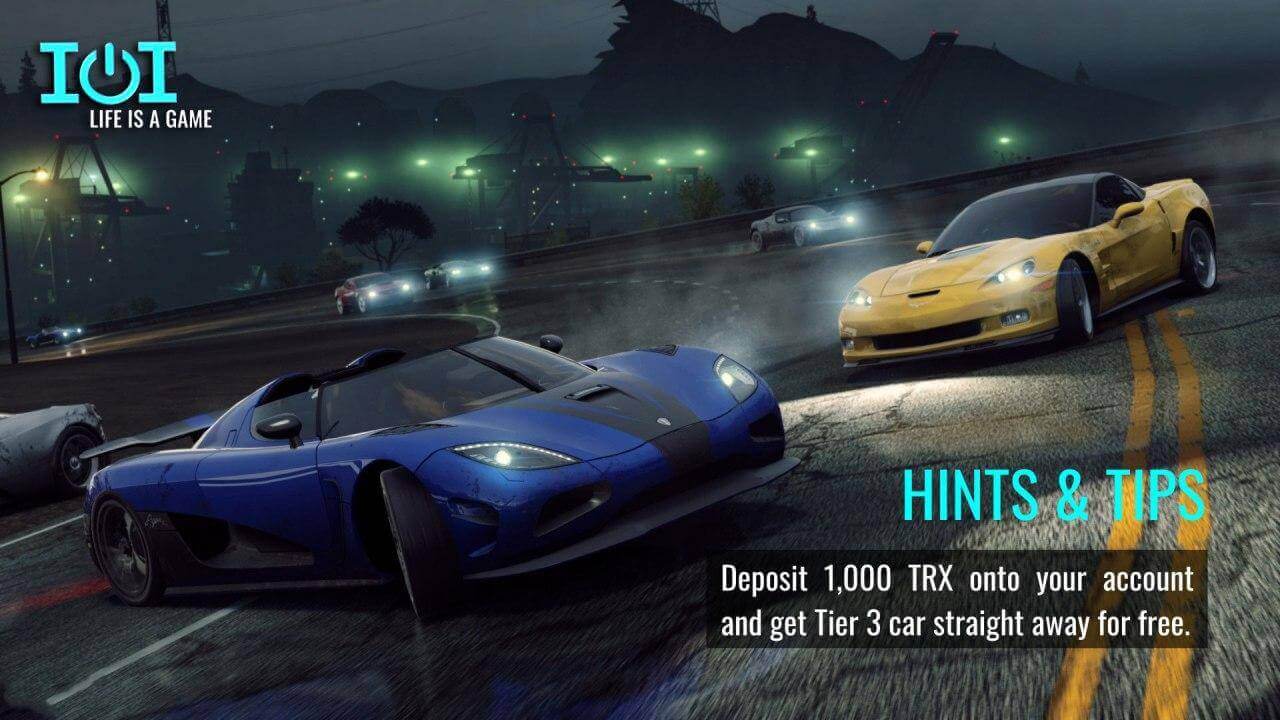 IOI
LIFE IS A GAME
HINTS & TIPS
Deposit 1,000 TRX onto your account
and get Tier 3 car straight away for free.